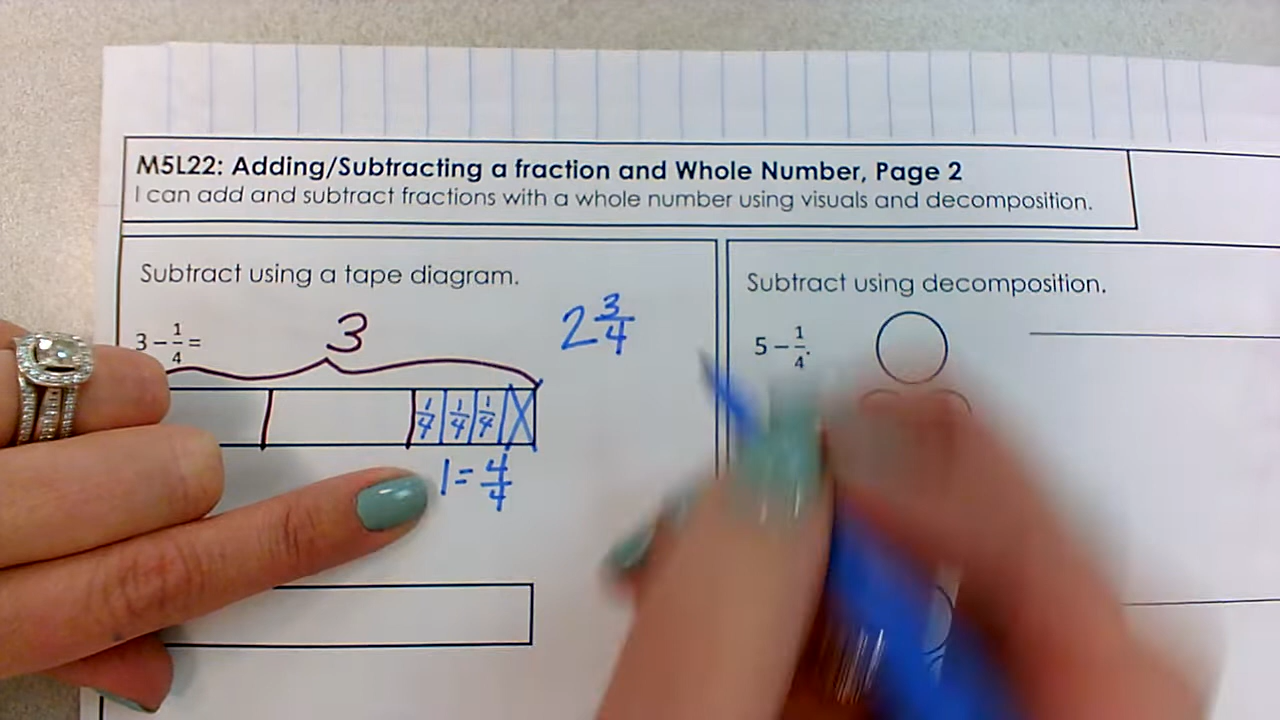 M5L22: Adding/Subtracting a fraction and Whole Number, Page 2
I can add and subtract fractions with a whole number using visuals and decomposition.
Subtract using a tape diagram.
3 − 1/4 =
3
2 3/4
1/4 1/4 1/4 X
1 = 4/4
Subtract using decomposition.
5 − 1/4.